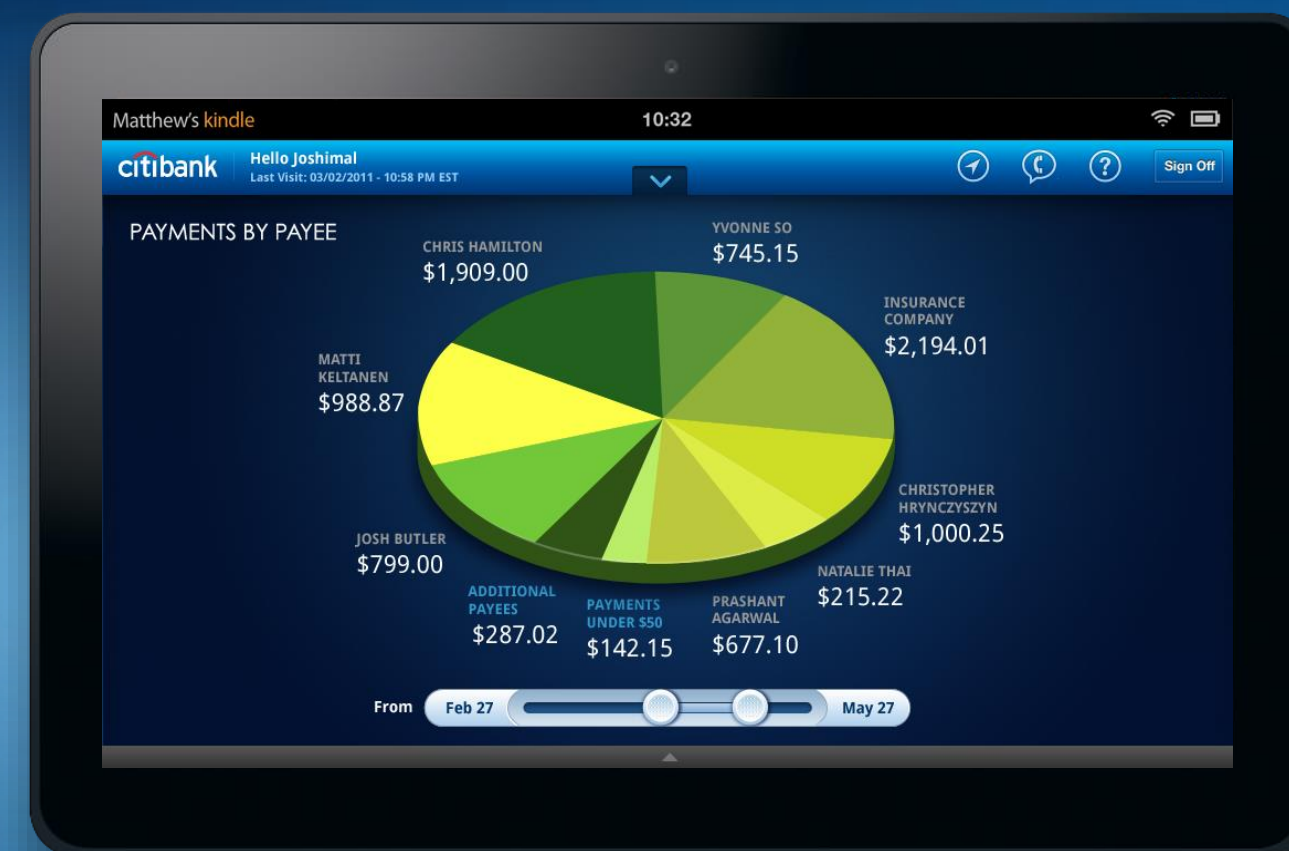 Matthew's kindle
10:32
citibank
Hello Joshimal
Last Visit: 03/02/2011 - 10:58 PM EST
?
Sign Off
PAYMENTS BY PAYEE
CHRIS HAMILTON
$1,909.00
YVONNE SO
$745.15
INSURANCE
COMPANY
$2,194.01
MATTI
KELTANEN
$988.87
CHRISTOPHER
HRYNCZYSZYN
$1,000.25
JOSH BUTLER
$799.00
NATALIE THAI
$215.22
ADDITIONAL
PAYEES
$287.02
PAYMENTS
UNDER $50
$142.15
PRASHANT
AGARWAL
$677.10
From
Feb 27
May 27